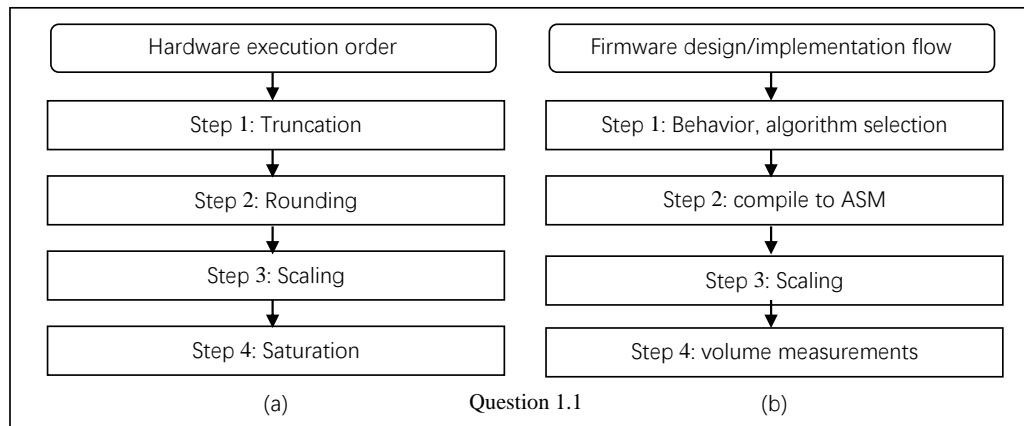 Hardware execution order
Step 1: Truncation
Step 2: Rounding
Step 3: Scaling
Step 4: Saturation
(a)
Firmware design/implementation flow
Step 1: Behavior, algorithm selection
Step 2: compile to ASM
Step 3: Scaling
Step 4: volume measurements
(b)
Question 1.1